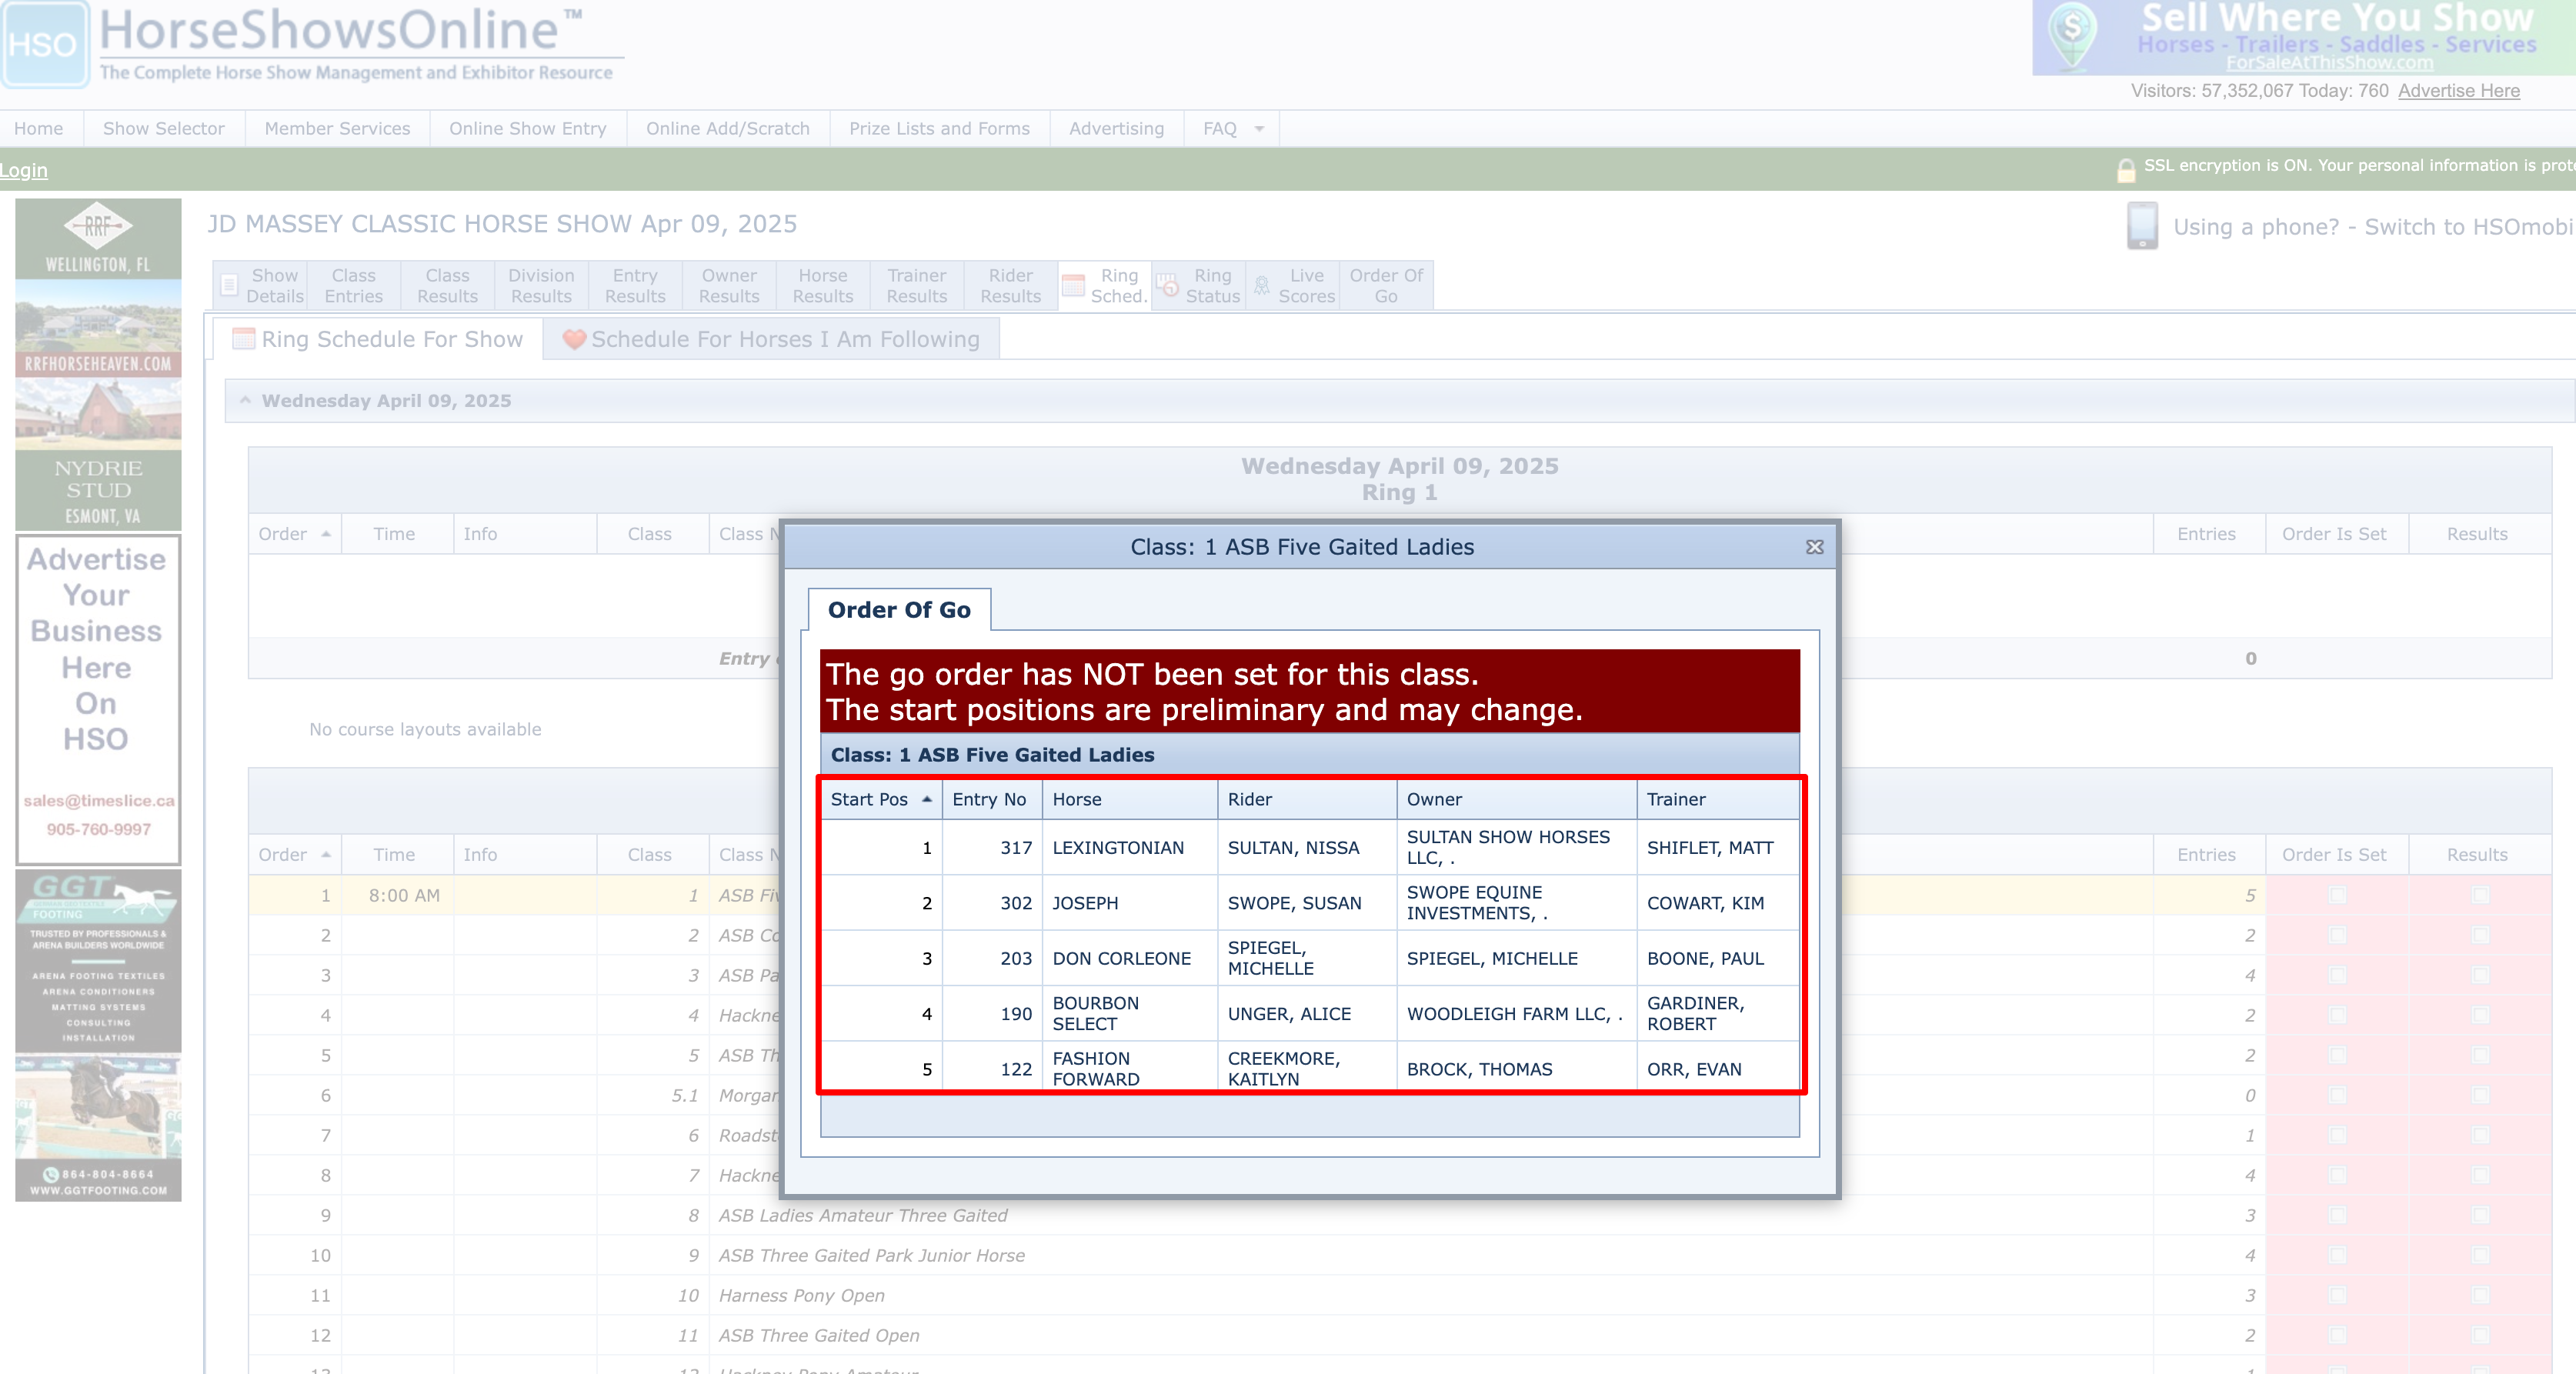 HSO
HorseShowsOnline™
The Complete Horse Show Management and Exhibitor Resource
Sell Where You Show
Horses - Trailers - Saddles - Services
ForSaleAtThisShow.com
Visitors: 57,352,067 Today: 760 Advertise Here
Home Show Selector Member Services Online Show Entry Online Add/Scratch Prize Lists and Forms Advertising FAQ
Login
SSL encryption is ON. Your personal information is prote
RRF
WELLINGTON, FL
RRFHORSEHEAVEN.COM
NYDRIE
STUD
ESMONT, VA
Advertise
Your
Business
Here
On
HSO
sales@timeslice.ca
905-760-9997
GGT
FOOTING
TRUSTED BY PROFESSIONALS &
ARENA BUILDERS WORLDWIDE
ARENA FOOTING TEXTILES
ARENA CONDITIONERS
MATTING SYSTEMS
CONSULTING
INSTALLATION
864-804-8664
WWW.GGTFOOTING.COM
JD MASSEY CLASSIC HORSE SHOW Apr 09, 2025
Using a phone? - Switch to HSOmobi
Show Details Class Entries Class Results Division Results Entry Results Owner Results Horse Results Trainer Results Rider Results Ring Sched. Ring Status Live Scores Order Of Go
Ring Schedule For Show Schedule For Horses I Am Following
Wednesday April 09, 2025
Wednesday April 09, 2025
Ring 1
Order Time Info Class Class N Entries Order Is Set Results
Entry 0
No course layouts available
Order Time Info Class Class N Entries Order Is Set Results
1 8:00 AM 1 ASB Fiv 5
2 2 ASB Co 2
3 3 ASB Pa 4
4 4 Hackne 2
5 5 ASB Th 2
6 5.1 Morgan 0
7 6 Roadst 1
8 7 Hackne 4
9 8 ASB Ladies Amateur Three Gaited 3
10 9 ASB Three Gaited Park Junior Horse 4
11 10 Harness Pony Open 3
12 11 ASB Three Gaited Open 2
13 12 Hackney Pony Amateur
Class: 1 ASB Five Gaited Ladies
Order Of Go
The go order has NOT been set for this class.
The start positions are preliminary and may change.
Class: 1 ASB Five Gaited Ladies
Start Pos Entry No Horse Rider Owner Trainer
1 317 LEXINGTONIAN SULTAN, NISSA SULTAN SHOW HORSES LLC, . SHIFLET, MATT
2 302 JOSEPH SWOPE, SUSAN SWOPE EQUINE INVESTMENTS, . COWART, KIM
3 203 DON CORLEONE SPIEGEL, MICHELLE SPIEGEL, MICHELLE BOONE, PAUL
4 190 BOURBON SELECT UNGER, ALICE WOODLEIGH FARM LLC, . GARDINER, ROBERT
5 122 FASHION FORWARD CREEKMORE, KAITLYN BROCK, THOMAS ORR, EVAN